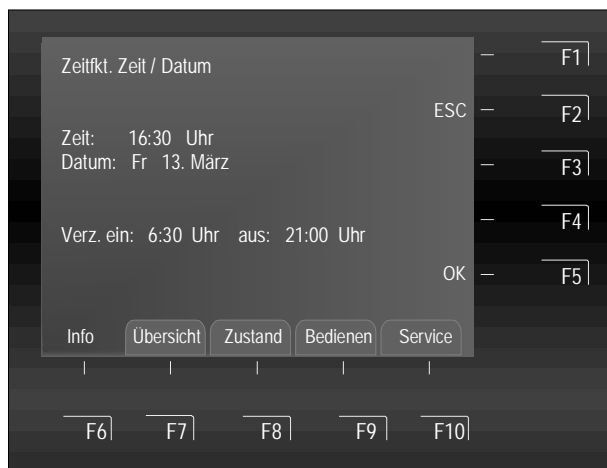 Zeitfkt. Zeit / Datum
F1
ESC
F2
Zeit: 16:30 Uhr
Datum: Fr 13. März
F3
Verz. ein: 6:30 Uhr aus: 21:00 Uhr
F4
OK
F5
Info Übersicht Zustand Bedienen Service
F6 F7 F8 F9 F10